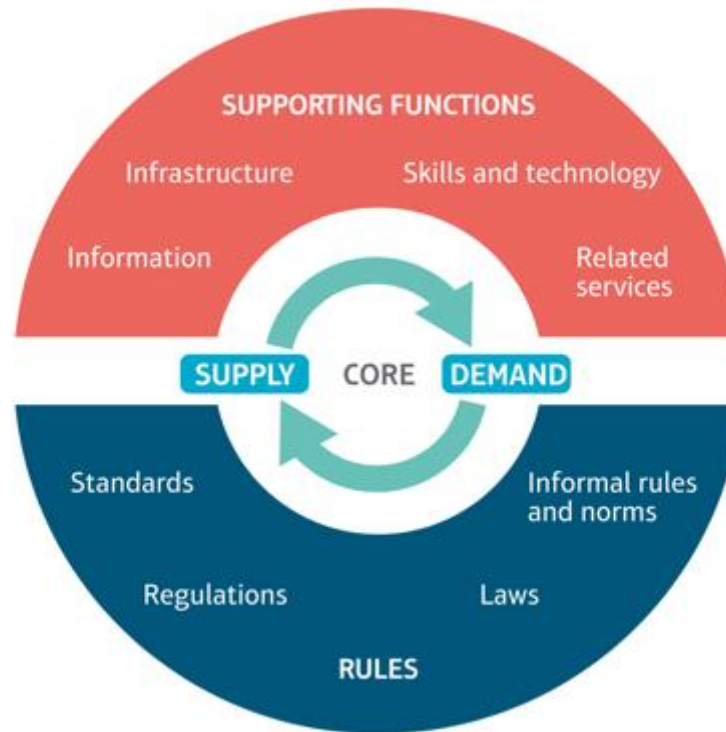 SUPPORTING FUNCTIONS
Infrastructure
Skills and technology
Information
Related
services
SUPPLY
CORE
DEMAND
Standards
Informal rules
and norms
Regulations
Laws
RULES